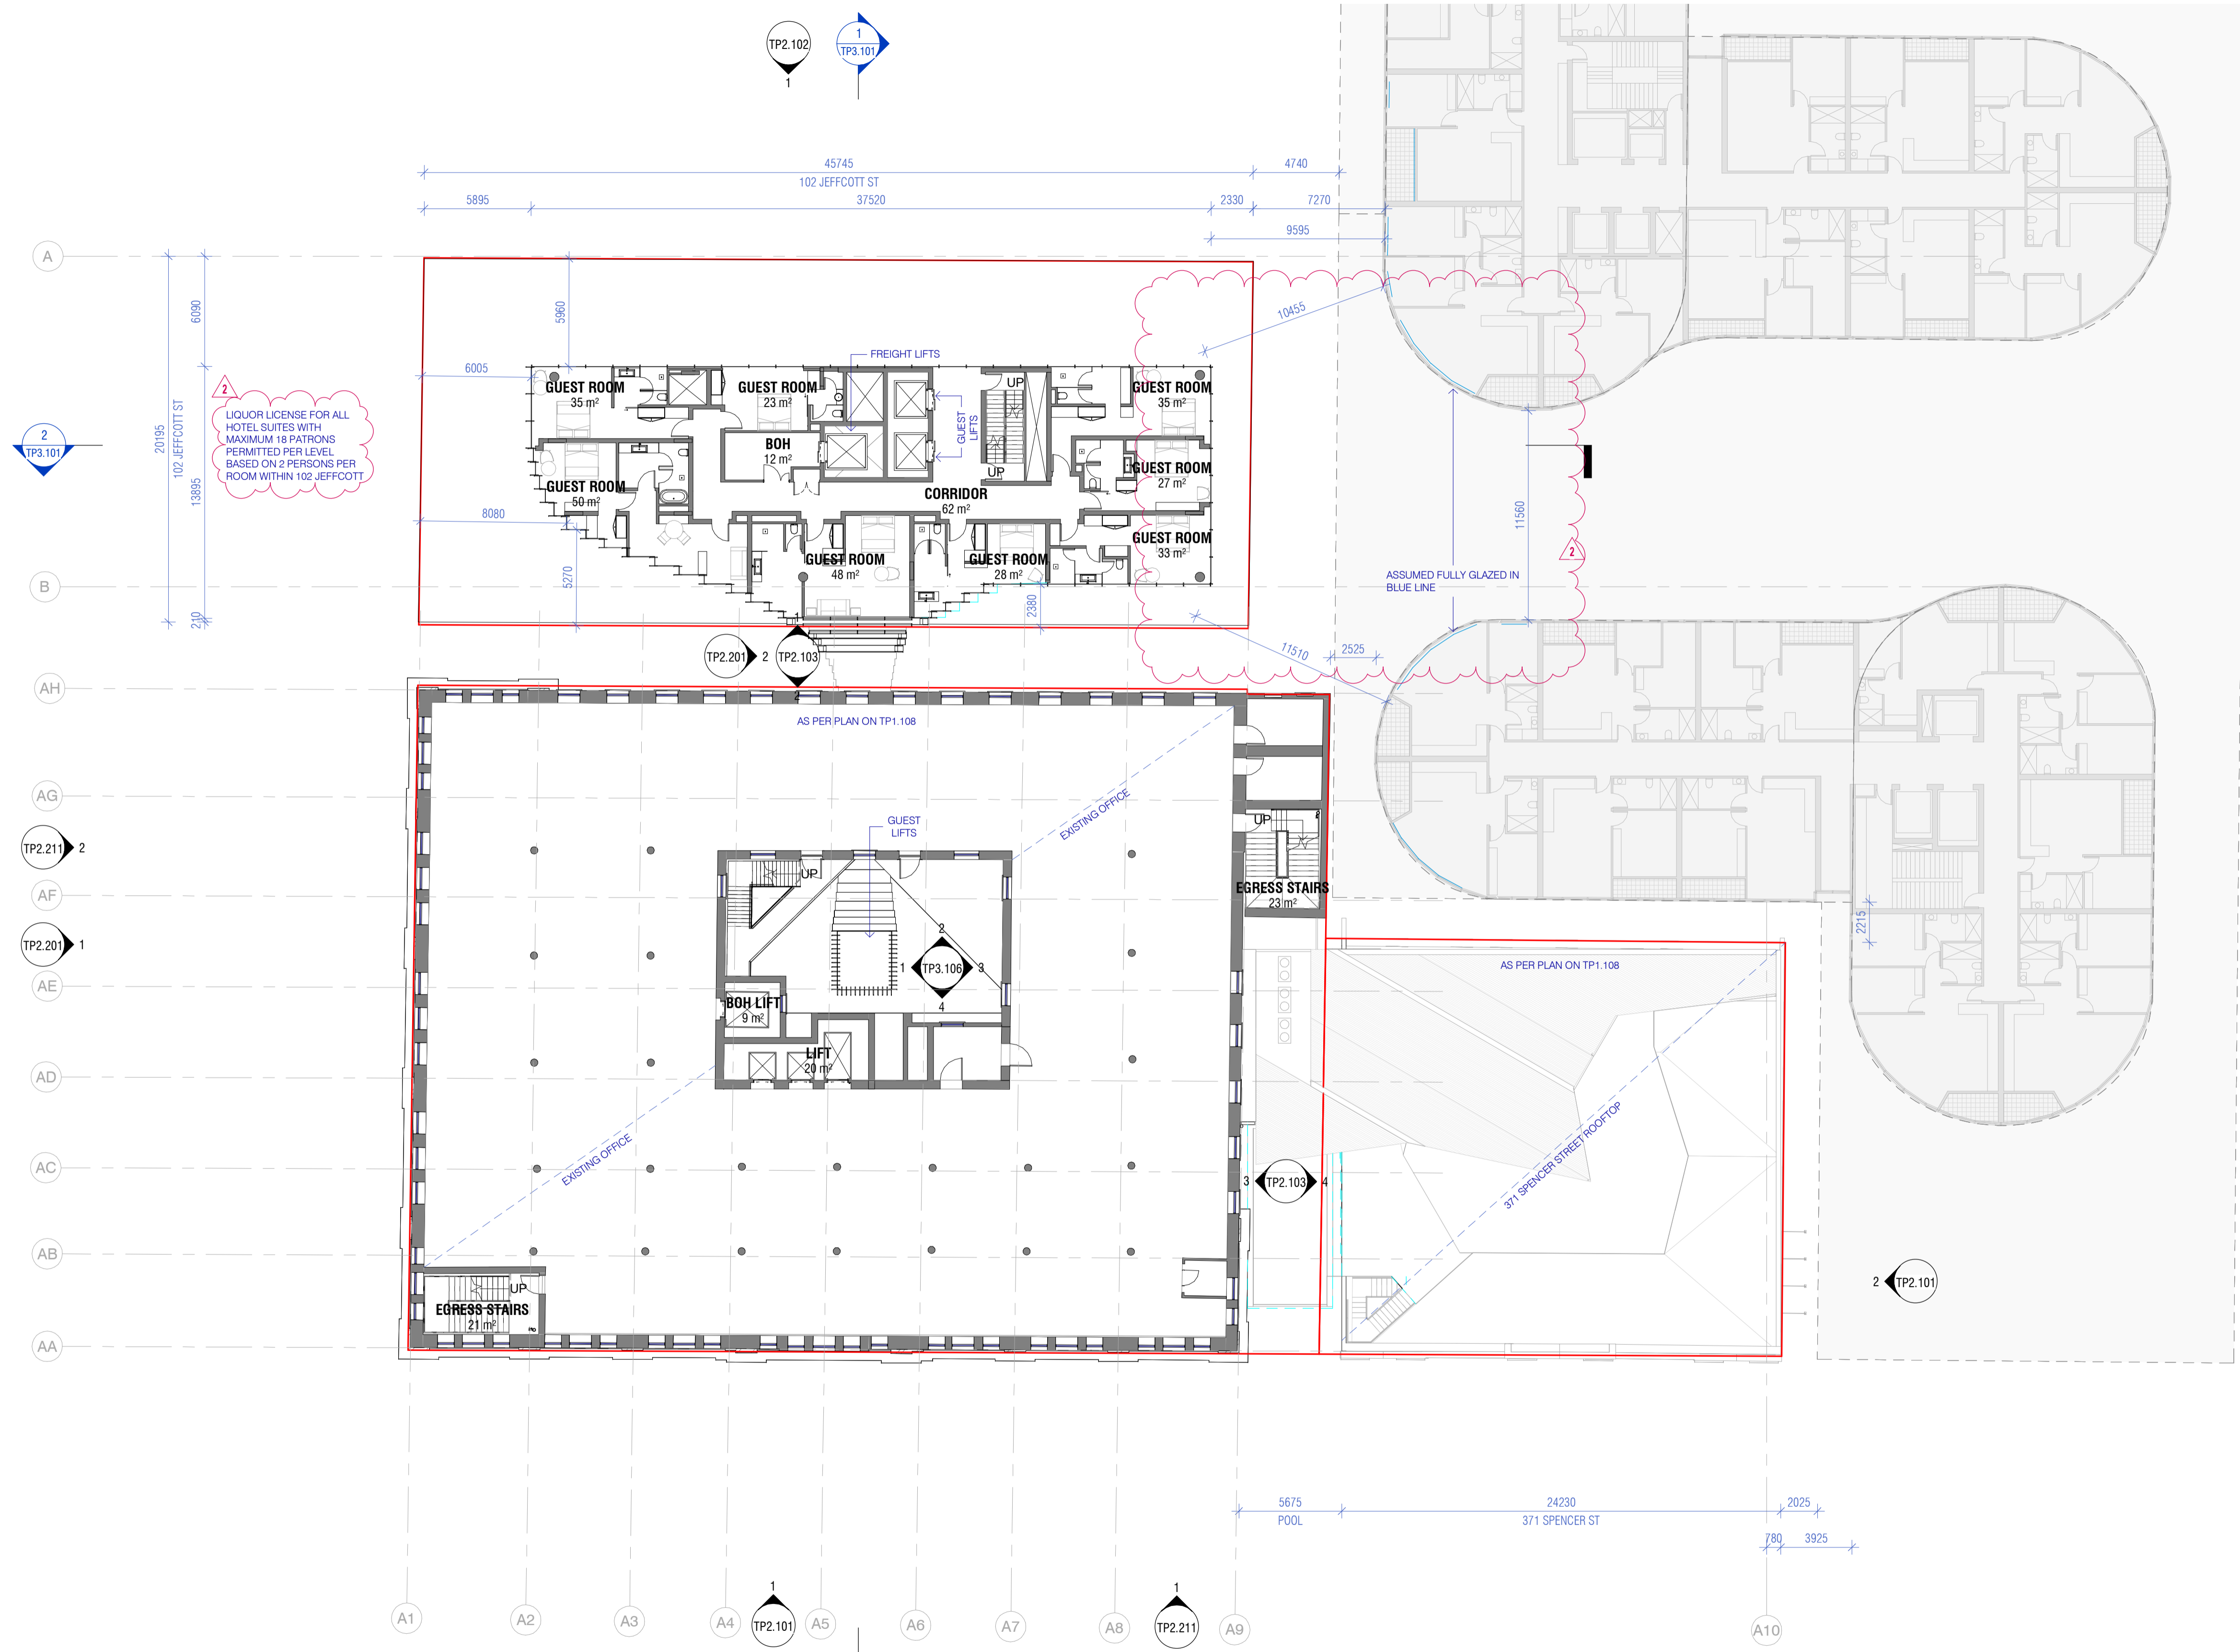 TP2.102
1
1
TP3.101
45745
4740
102 JEFFCOTT ST
5895
37520
2330
7270
9595
A
6090
5960
10455
20195
102 JEFFCOTT ST
13895
210
FREIGHT LIFTS
6005
2
LIQUOR LICENSE FOR ALL
HOTEL SUITES WITH
MAXIMUM 18 PATRONS
PERMITTED PER LEVEL
BASED ON 2 PERSONS PER
ROOM WITHIN 102 JEFFCOTT
2
TP3.101
GUEST ROOM
35 m²
GUEST ROOM
23 m²
UP
GUEST ROOM
35 m²
GUEST
LIFTS
BOH
12 m²
UP
GUEST ROOM
27 m²
GUEST ROOM
50 m²
CORRIDOR
62 m²
8080
11560
GUEST ROOM
33 m²
GUEST ROOM
48 m²
GUEST ROOM
28 m²
2
5270
2380
ASSUMED FULLY GLAZED IN
BLUE LINE
B
1
TP2.201
2
TP2.103
2
11510
2525
AH
AS PER PLAN ON TP1.108
AG
EXISTING OFFICE
GUEST
LIFTS
UP
TP2.211
2
UP
AF
EGRESS STAIRS
23 m²
2215
TP2.201
1
2
1
TP3.106
3
4
AS PER PLAN ON TP1.108
AE
BOH LIFT
9 m²
LIFT
20 m²
AD
EXISTING OFFICE
371 SPENCER STREET ROOFTOP
AC
3
TP2.103
4
AB
UP
EGRESS STAIRS
21 m²
2
TP2.101
AA
5675
24230
2025
POOL
371 SPENCER ST
780
3925
1
1
A1
A2
A3
A4
TP2.101
A5
A6
A7
A8
TP2.211
A9
A10